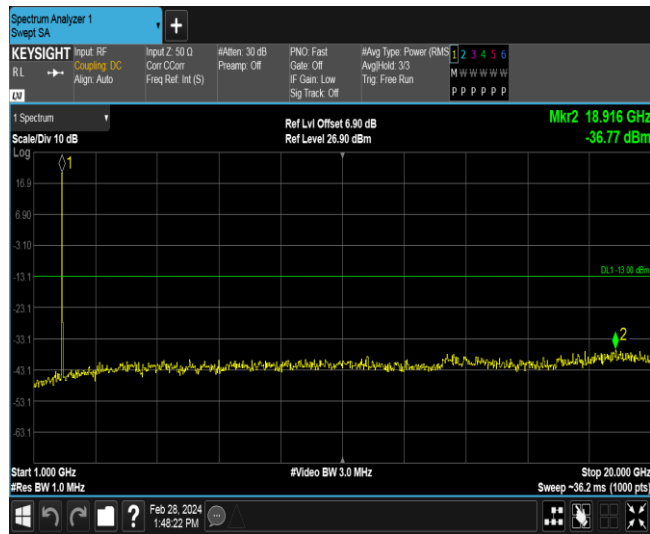 Spectrum Analyzer 1
Swept SA
+
KEYSIGHT
RL
LXI
Input: RF
Coupling: DC
Align: Auto
Input Z: 50 Ω
Corr CCorr
Freq Ref: Int (S)
#Atten: 30 dB
Preamp: Off
PNO: Fast
Gate: Off
IF Gain: Low
Sig Track: Off
#Avg Type: Power (RMS
Avg|Hold: 3/3
Trig: Free Run
1 2 3 4 5 6
M W W W W W
P P P P P P
1 Spectrum
Scale/Div 10 dB
Log
Ref Lvl Offset 6.90 dB
Ref Level 26.90 dBm
Mkr2 18.916 GHz
-36.77 dBm
1
16.9
6.90
-3.10
-13.1
DL1 -13.00 dBm
-23.1
-33.1
2
-43.1
-53.1
-63.1
Start 1.000 GHz
#Res BW 1.0 MHz
#Video BW 3.0 MHz
Stop 20.000 GHz
Sweep ~36.2 ms (1000 pts)
?
Feb 28, 2024
1:48:22 PM